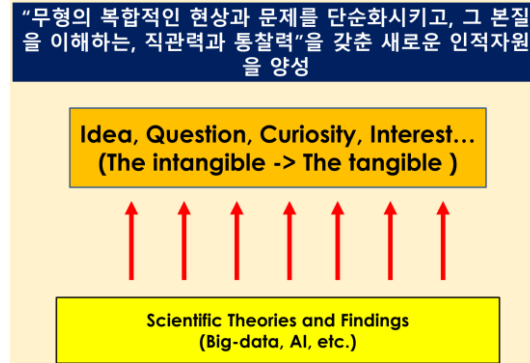 “무형의 복합적인 현상과 문제를 단순화시키고, 그 본질
을 이해하는, 직관력과 통찰력”을 갖춘 새로운 인적자원
을 양성
Idea, Question, Curiosity, Interest…
(The intangible -> The tangible )
Scientific Theories and Findings
(Big-data, AI, etc.)